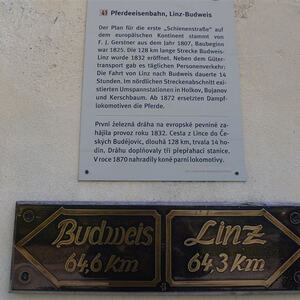 43 Pferdeeisenbahn, Linz-Budweis
Der Plan für die erste „Schienenstraße“ auf
dem europäischen Kontinent stammt von
F. J. Gerstner aus dem Jahr 1807, Baubeginn
war 1825. Die 128 km lange Strecke Budweis-
Linz wurde 1832 eröffnet. Neben dem Güter-
transport gab es täglichen Personenverkehr.
Die Fahrt von Linz nach Budweis dauerte 14
Stunden. Im nördlichen Streckenabschnitt exi-
stierten Umspannstationen in Holkov, Bujanov
und Kerschbaum. Ab 1872 ersetzten Dampf-
lokomotiven die Pferde.
První železná dráha na evropské pevnině za-
hájila provoz roku 1832. Cesta z Lince do Čes-
kých Budějovic, dlouhá 128 km, trvala 14 ho-
din. Dráhu doplňovaly tři přepřahací stanice.
V roce 1870 nahradily koně parní lokomotivy.
Budweis Linz
64,6 Km 64,3 Km